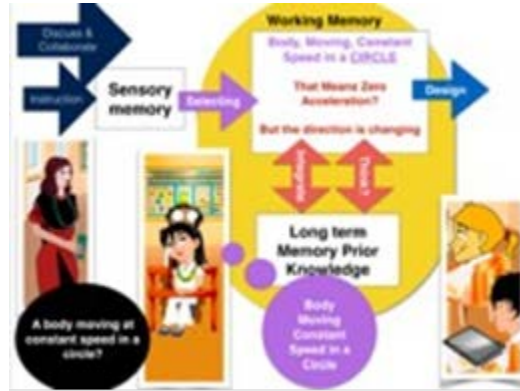 Discuss &
Collaborate
Instruction
Sensory
memory
Selecting
Working Memory
Body, Moving, Constant
Speed in a CIRCLE
That Means Zero
Acceleration?
But the direction is changing
Design
Integrate
Think?
Long term
Memory Prior
Knowledge
A body moving at
constant speed in a
circle?
Body
Moving
Constant
Speed in a
Circle